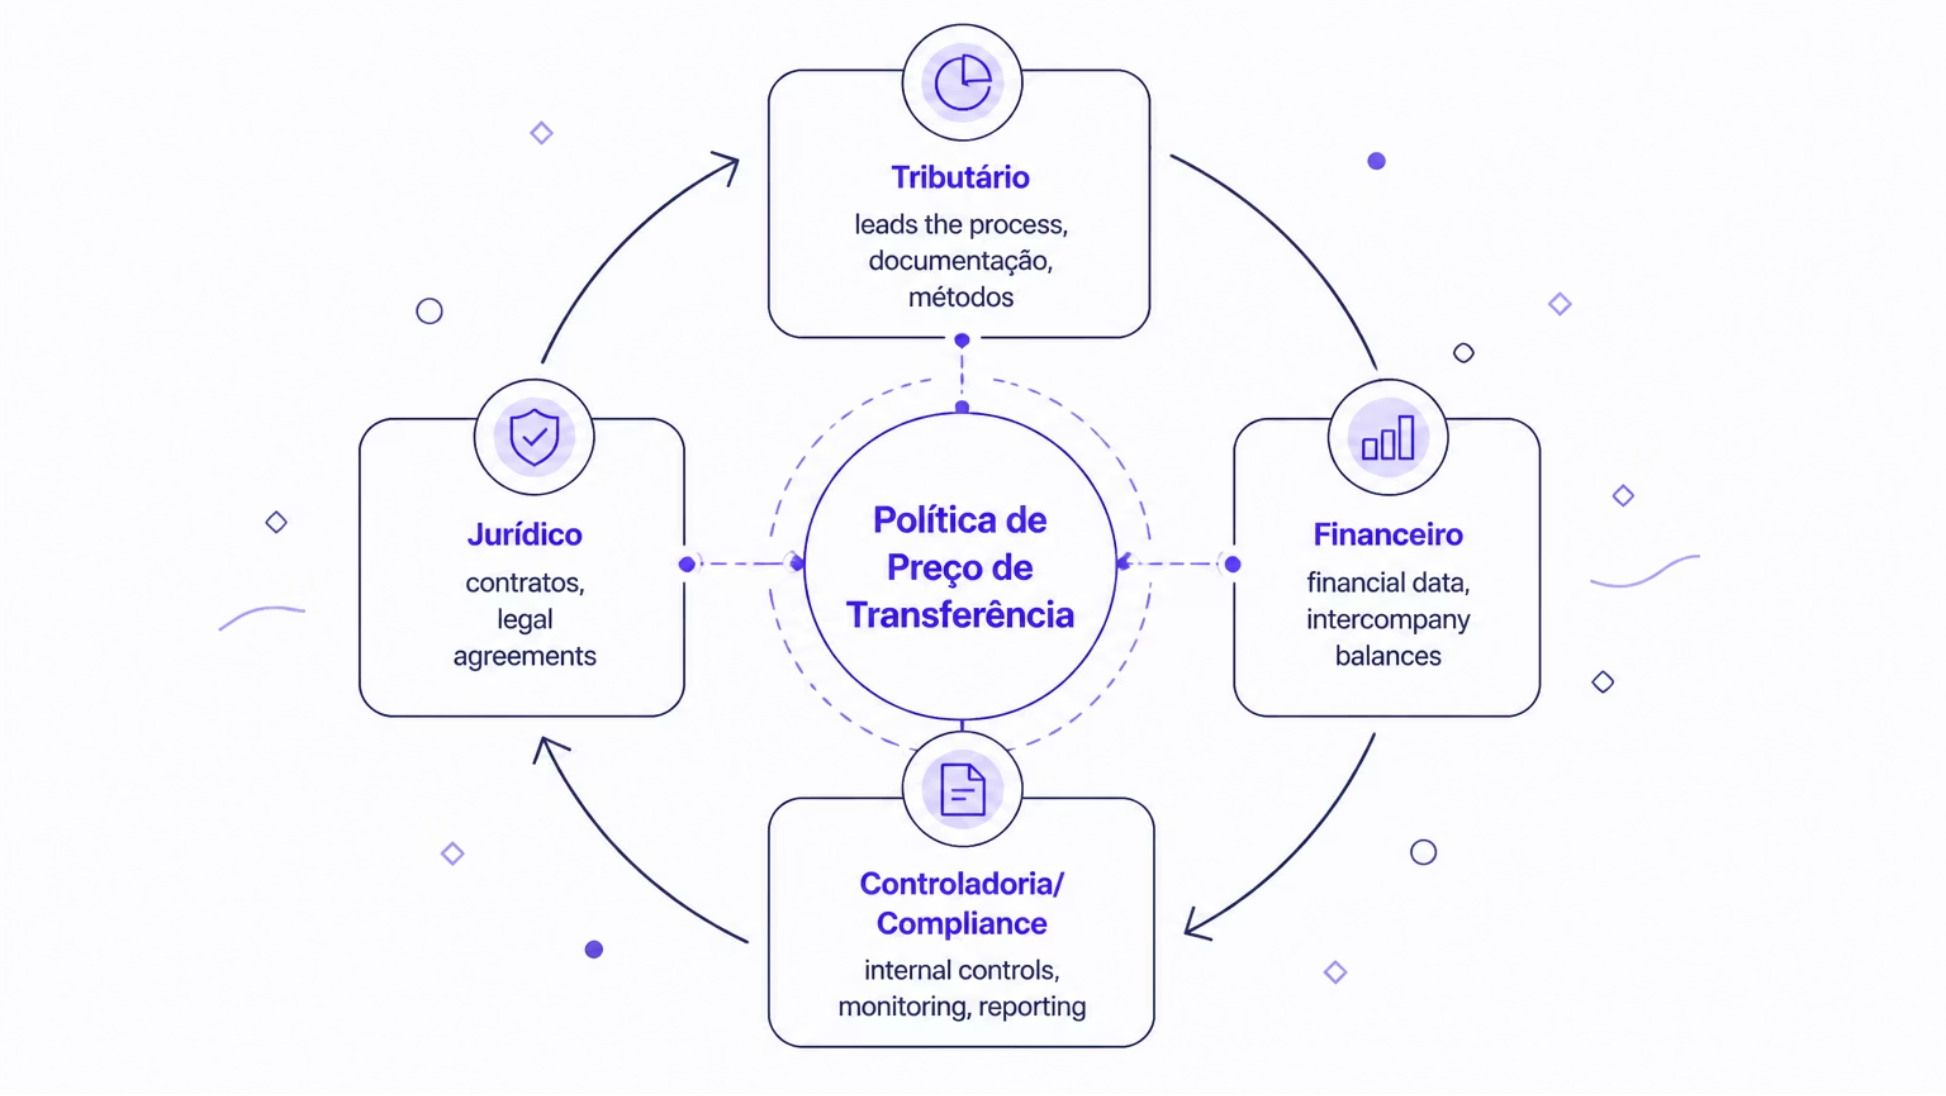 Tributário
leads the process,
documentação,
métodos
Jurídico
contratos,
legal
agreements
Política de
Preço de
Transferência
Financeiro
financial data,
intercompany
balances
Controladoria/
Compliance
internal controls,
monitoring, reporting